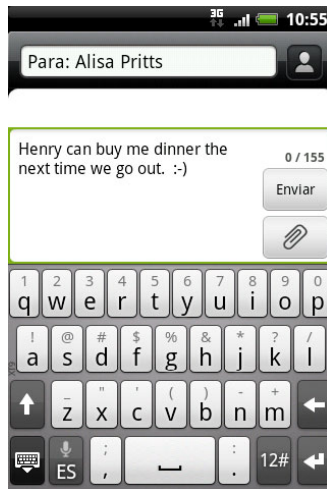 3G 10:55
Para: Alisa Pritts
Henry can buy me dinner the
next time we go out. :-)
0 / 155
Enviar
1 2 3 4 5 6 7 8 9 0
q w e r t y u i o p
! @ # $ % & * ? /
a s d f g h j k l
_ " ' ( ) - +
z x c v b n m
ES ; , : . 12#